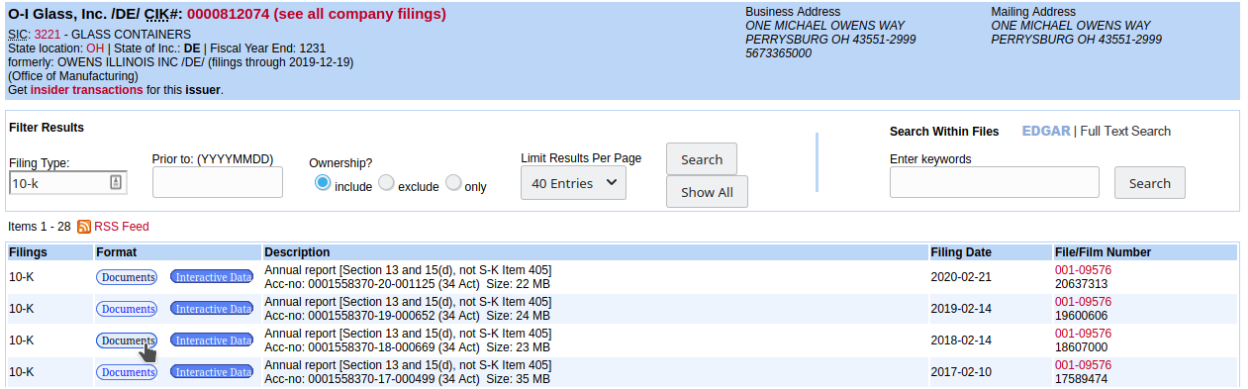 O-I Glass, Inc. /DE/ CIK#: 0000812074 (see all company filings)
SIC: 3221 - GLASS CONTAINERS
State location: OH | State of Inc.: DE | Fiscal Year End: 1231
formerly: OWENS ILLINOIS INC /DE/ (filings through 2019-12-19)
(Office of Manufacturing)
Get insider transactions for this issuer.
Business Address
ONE MICHAEL OWENS WAY
PERRYSBURG OH 43551-2999
5673365000
Mailing Address
ONE MICHAEL OWENS WAY
PERRYSBURG OH 43551-2999
Filter Results
Filing Type:
10-k
Prior to: (YYYYMMDD)
Ownership?
include exclude only
Limit Results Per Page
40 Entries
Search
Show All
Search Within Files EDGAR | Full Text Search
Enter keywords
Search
Items 1 - 28 RSS Feed
Filings Format Description Filing Date File/Film Number
10-K Documents Interactive Data Annual report [Section 13 and 15(d), not S-K Item 405] 2020-02-21 001-09576
Acc-no: 0001558370-20-001125 (34 Act) Size: 22 MB 20637313
10-K Documents Interactive Data Annual report [Section 13 and 15(d), not S-K Item 405] 2019-02-14 001-09576
Acc-no: 0001558370-19-000652 (34 Act) Size: 24 MB 19600606
10-K Documents Interactive Data Annual report [Section 13 and 15(d), not S-K Item 405] 2018-02-14 001-09576
Acc-no: 0001558370-18-000669 (34 Act) Size: 23 MB 18607000
10-K Documents Interactive Data Annual report [Section 13 and 15(d), not S-K Item 405] 2017-02-10 001-09576
Acc-no: 0001558370-17-000499 (34 Act) Size: 35 MB 17589474